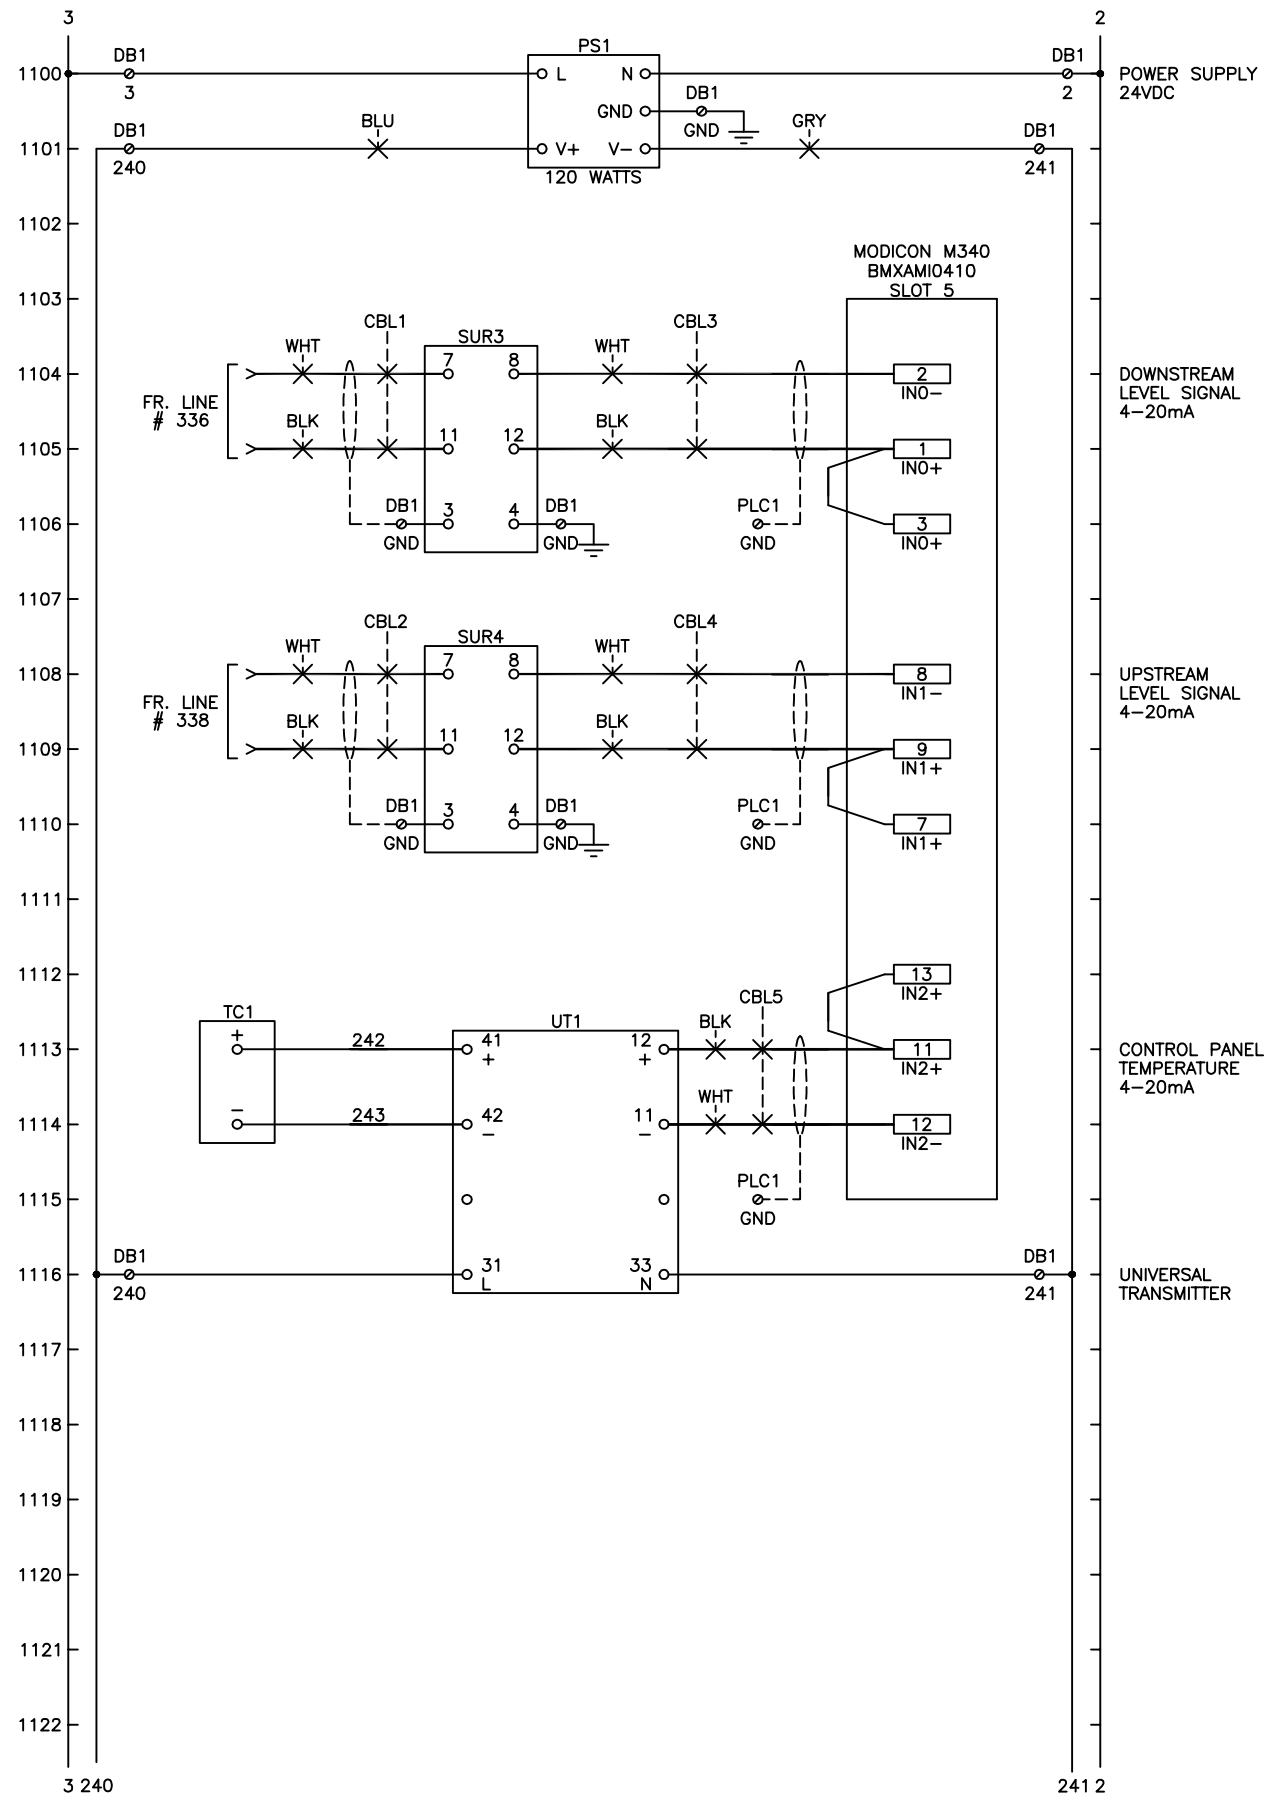 3 2
DB1 PS1 DB1
1100 L N POWER SUPPLY
3 DB1 2 24VDC
GND
DB1 BLU GND GRY DB1
1101 V+ V-
240 120 WATTS 241
1102
MODICON M340
BMXAMI0410
SLOT 5
1103
CBL1 SUR3 CBL3
WHT 7 8 WHT
1104 2 DOWNSTREAM
IN0- LEVEL SIGNAL
FR. LINE 4-20mA
# 336
BLK 11 12 BLK
1105 1
IN0+
DB1 3 4 DB1 PLC1
1106 3
GND GND GND IN0+
1107
CBL2 SUR4 CBL4
WHT 7 8 WHT
1108 8 UPSTREAM
IN1- LEVEL SIGNAL
FR. LINE 4-20mA
# 338
BLK 11 12 BLK
1109 9
IN1+
DB1 3 4 DB1 PLC1
1110 7
GND GND GND IN1+
1111
1112 13
IN2+
CBL5
TC1 UT1 BLK
+ 242 41 12
1113 11 CONTROL PANEL
+ + IN2+ TEMPERATURE
4-20mA
WHT
- 243 42 11
1114 12
- - IN2-
PLC1
1115
GND
DB1 31 33 DB1
1116 UNIVERSAL
240 L N 241 TRANSMITTER
1117
1118
1119
1120
1121
1122
3 240 241 2